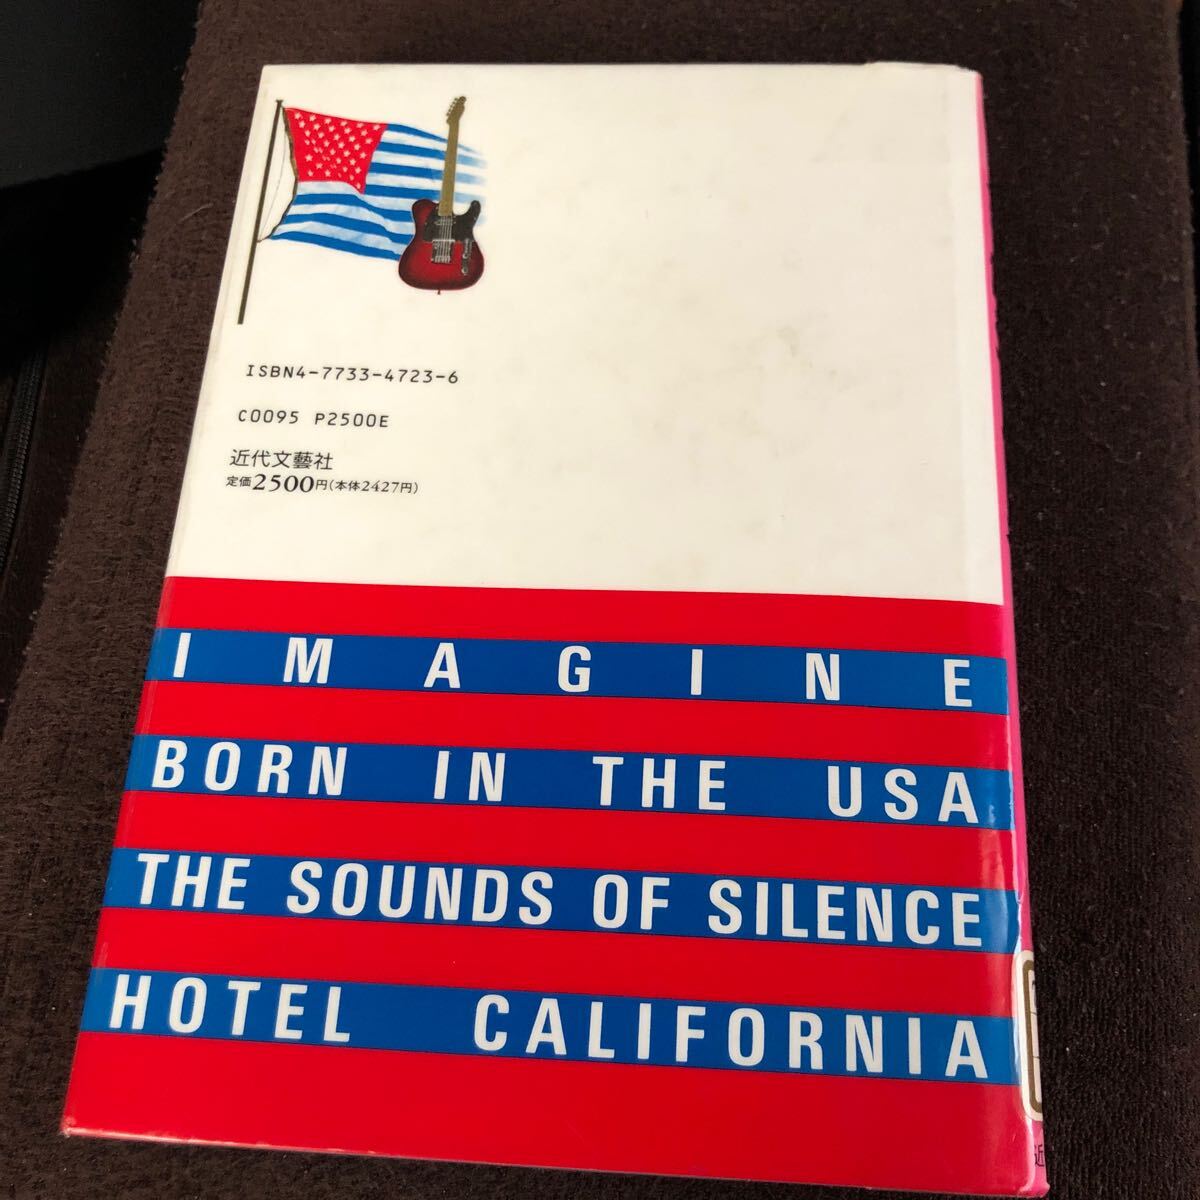 ISBN4-7733-4723-6
C0095 P2500E
近代文藝社
定価2500円(本体2427円)
IMAGINE
BORN IN THE USA
THE SOUNDS OF SILENCE
HOTEL CALIFORNIA
近